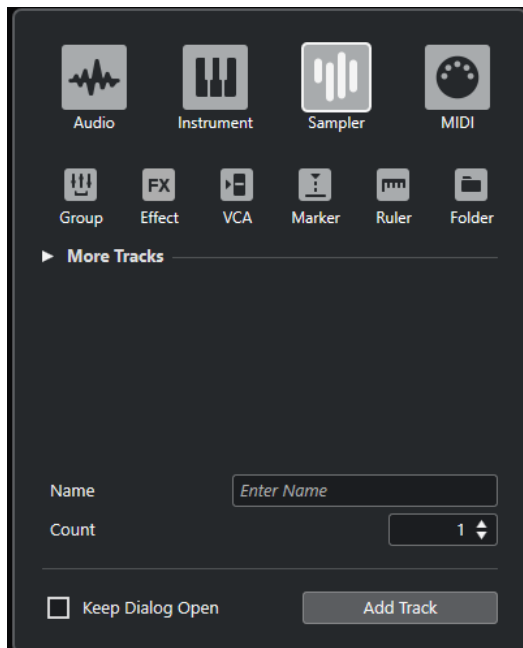 Audio Instrument Sampler MIDI
FX
Group Effect VCA Marker Ruler Folder
More Tracks
Name Enter Name
Count 1
Keep Dialog Open Add Track